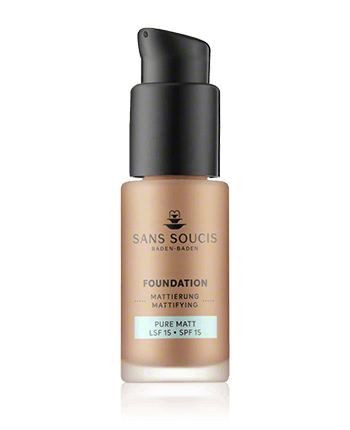 SANS SOUCIS
BADEN-BADEN
FOUNDATION
MATTIERUNG
MATTIFYING
PURE MATT
LSF 15 • SPF 15